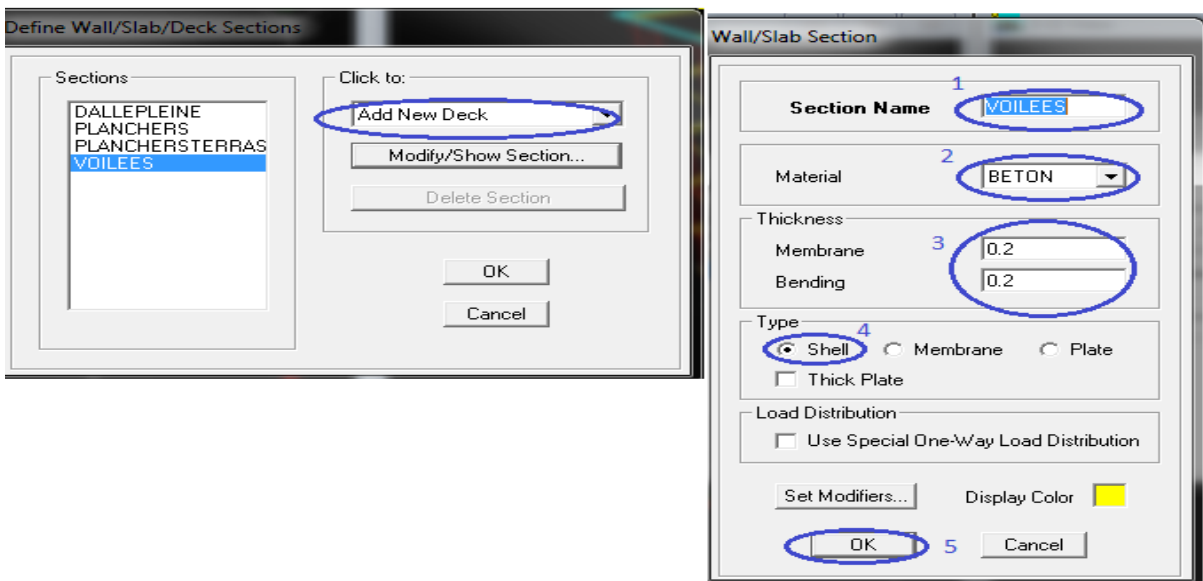 Define Wall/Slab/Deck Sections
Sections
DALLEPLEINE
PLANCHERS
PLANCHERSTERRAS
VOILEES
Click to:
Add New Deck
Modify/Show Section...
Delete Section
OK
Cancel
Wall/Slab Section
1
Section Name VOILEES
2
Material BETON
Thickness
Membrane 3 0.2
Bending 0.2
Type 4
Shell Membrane Plate
Thick Plate
Load Distribution
Use Special One-Way Load Distribution
Set Modifiers... Display Color
OK 5 Cancel